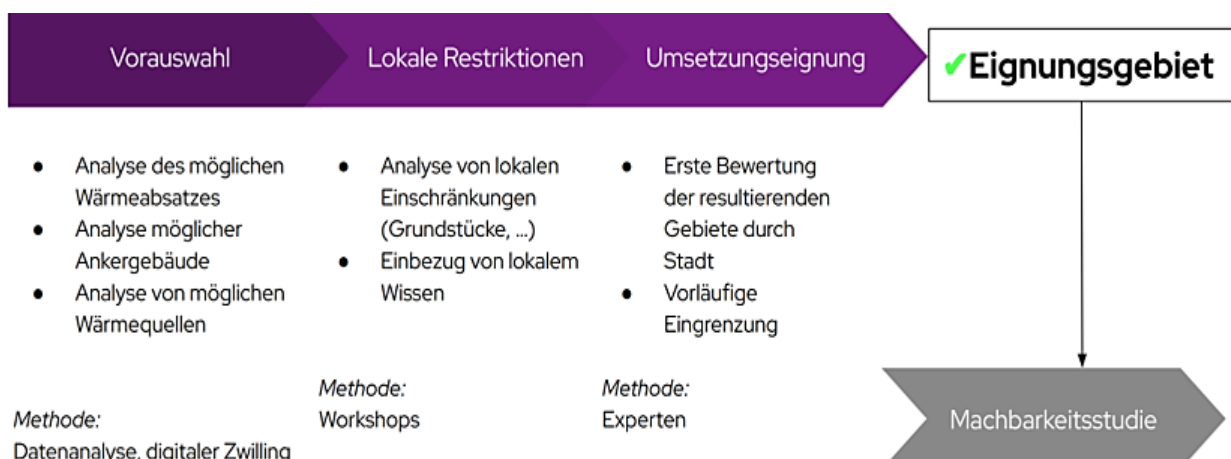 Vorauswahl
Lokale Restriktionen
Umsetzungseignung
✔Eignungsgebiet
● Analyse des möglichen
Wärmeabsatzes
● Analyse möglicher
Ankergebäude
● Analyse von möglichen
Wärmequellen
Methode:
Datenanalyse, digitaler Zwilling
● Analyse von lokalen
Einschränkungen
(Grundstücke, ...)
● Einbezug von lokalem
Wissen
Methode:
Workshops
● Erste Bewertung
der resultierenden
Gebiete durch
Stadt
● Vorläufige
Eingrenzung
Methode:
Experten
Machbarkeitsstudie